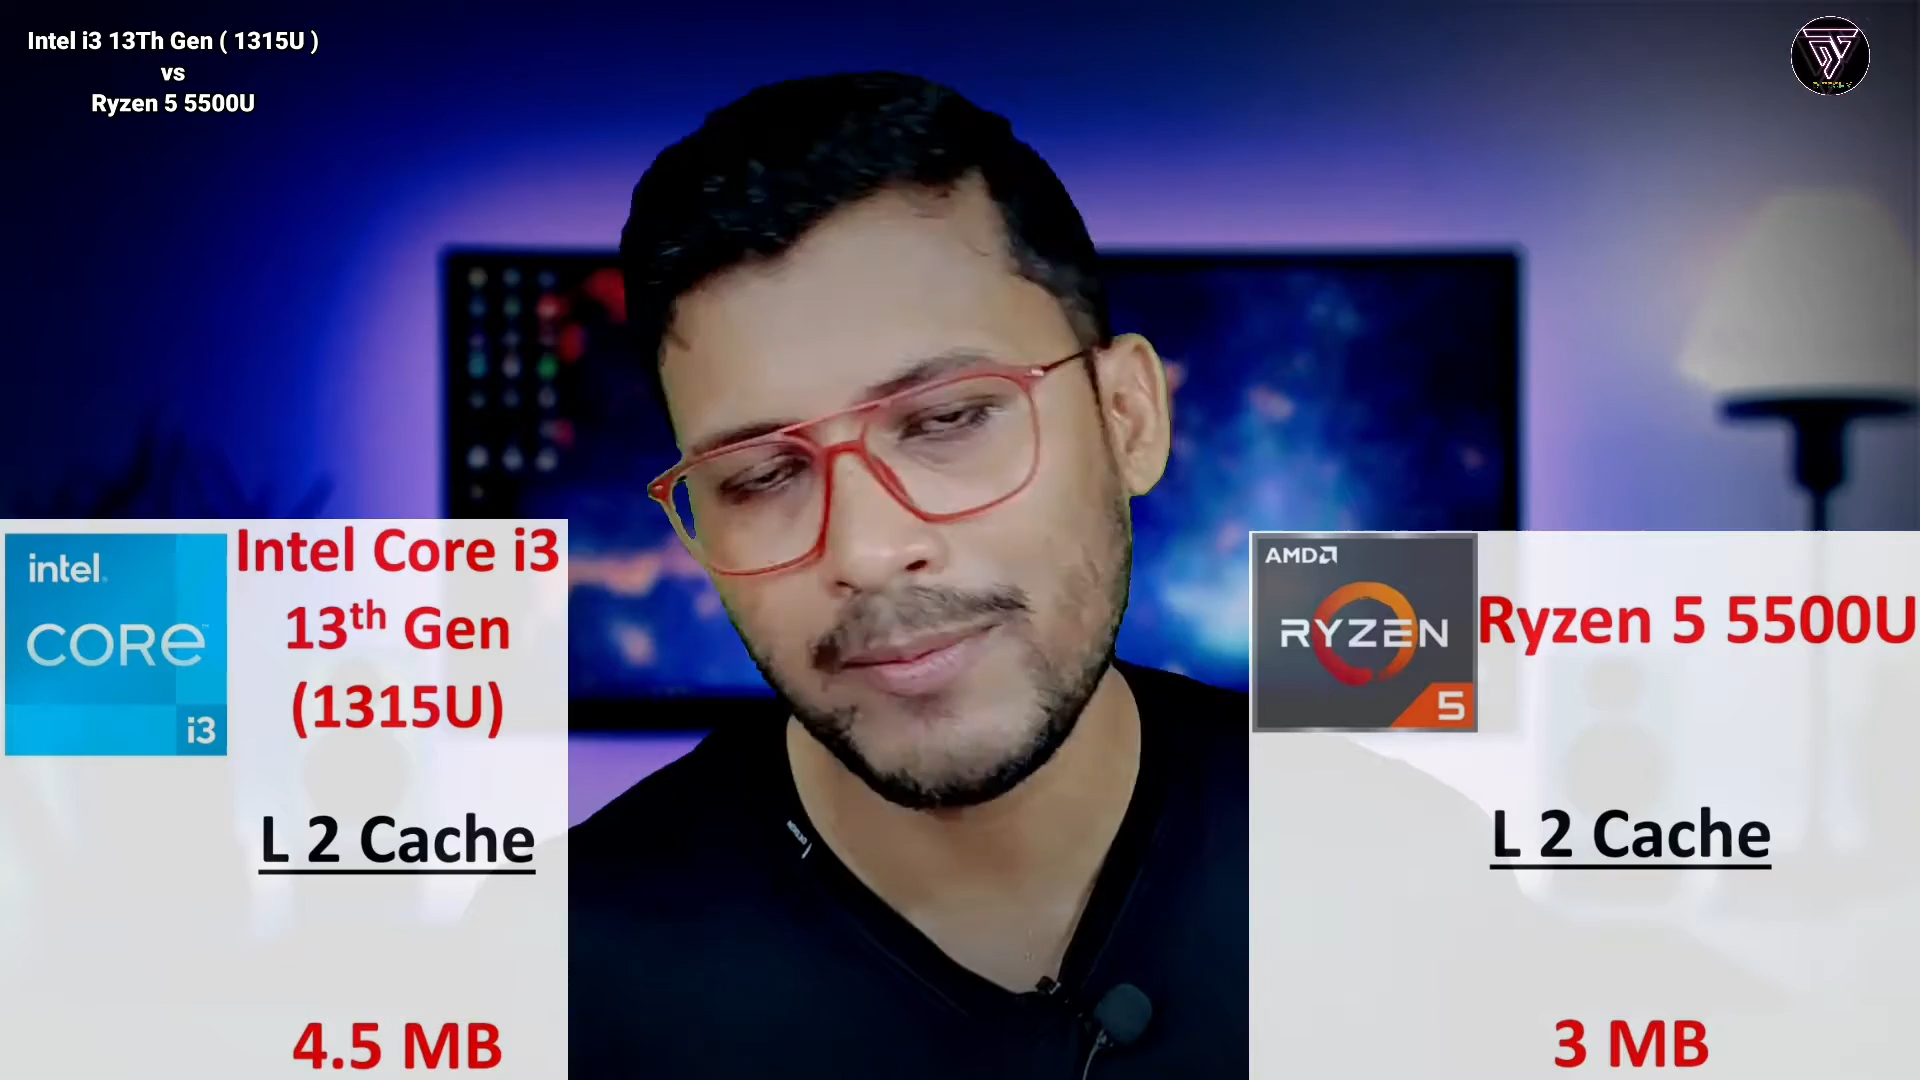 Intel i3 13Th Gen ( 1315U )
vs
Ryzen 5 5500U
intel.
CORE™
i3
Intel Core i3
13th Gen
(1315U)
L 2 Cache
4.5 MB
AMD
RYZEN
5
Ryzen 5 5500U
L 2 Cache
3 MB